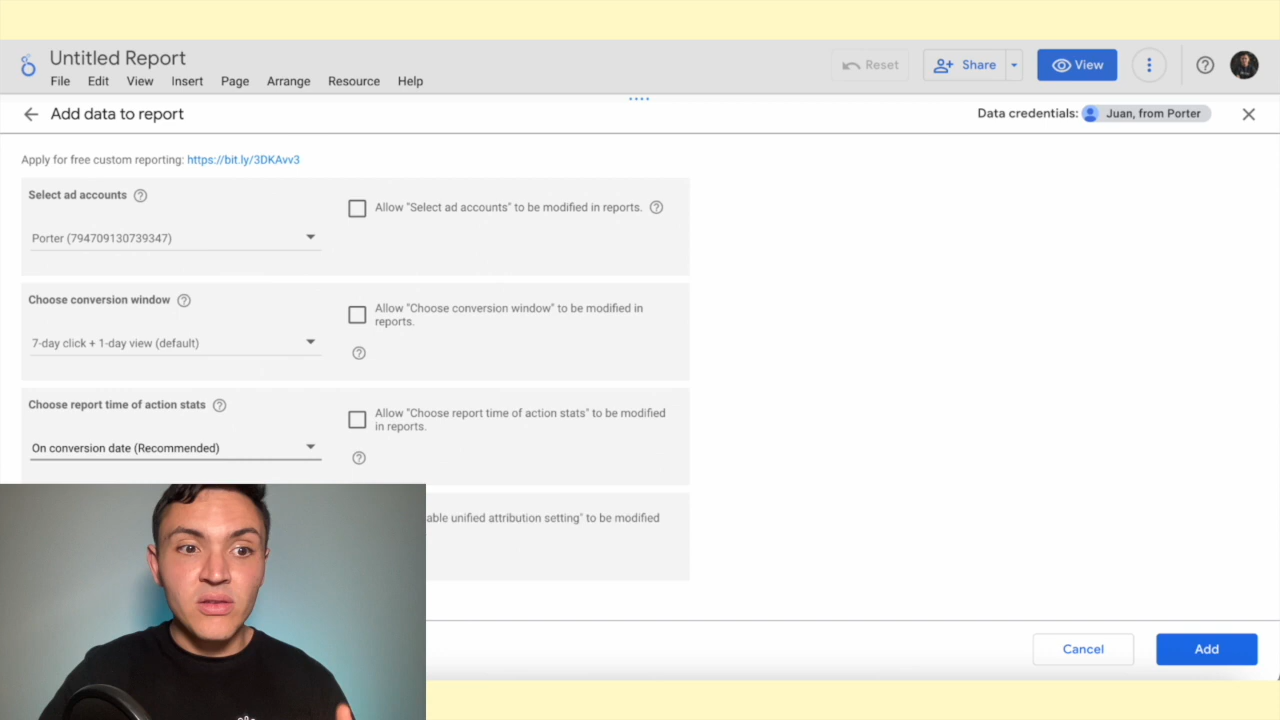 Untitled Report
File Edit View Insert Page Arrange Resource Help
Reset
Share
View
Add data to report
Data credentials: Juan, from Porter
Apply for free custom reporting: https://bit.ly/3DKAvv3
Select ad accounts
Allow "Select ad accounts" to be modified in reports.
Porter (794709130739347)
Choose conversion window
Allow "Choose conversion window" to be modified in
reports.
7-day click + 1-day view (default)
Choose report time of action stats
Allow "Choose report time of action stats" to be modified
in reports.
On conversion date (Recommended)
able unified attribution setting" to be modified
Cancel
Add